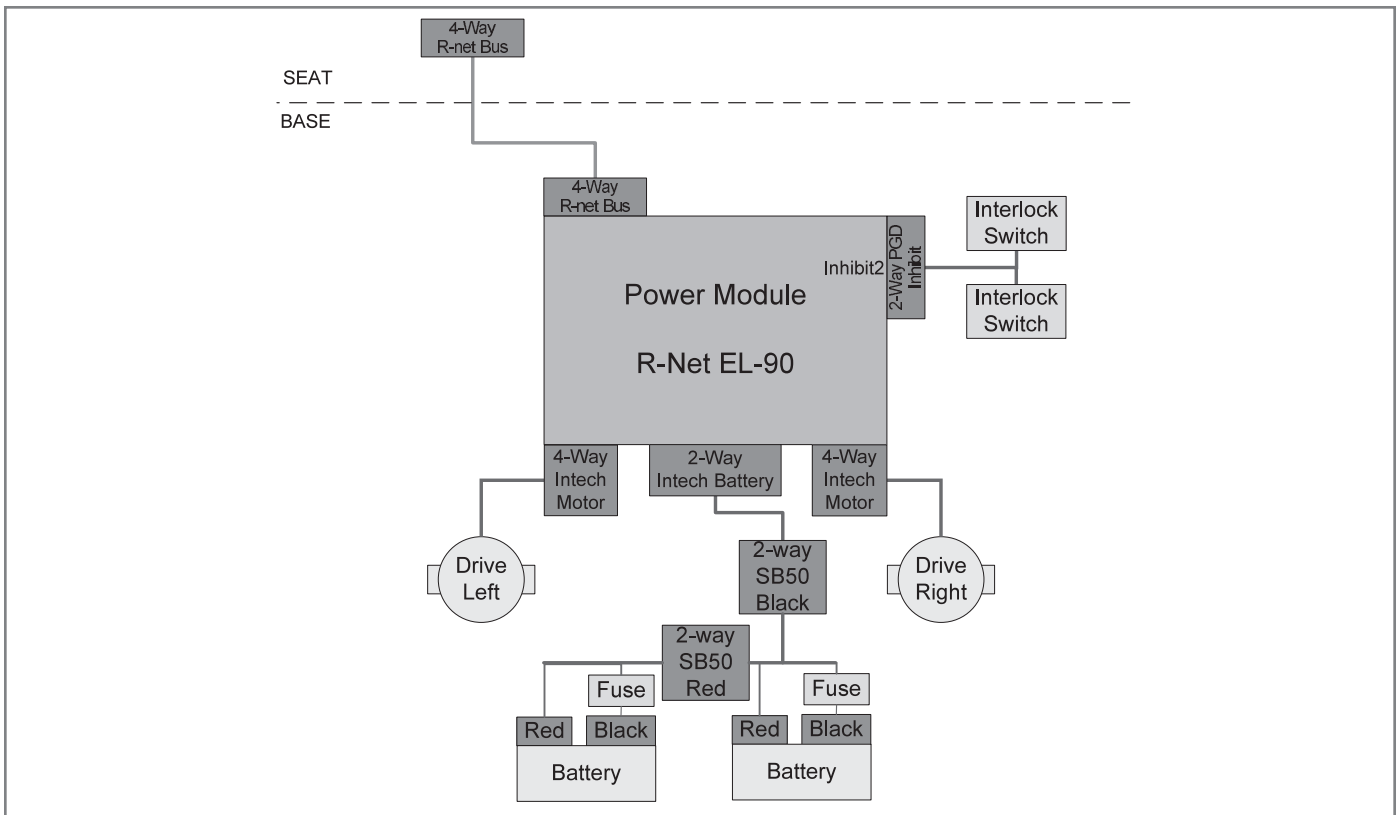 4-Way
R-net Bus
SEAT
BASE
4-Way
R-net Bus
Interlock
Switch
Inhibit2
2-Way PGD
Inhibit
Interlock
Switch
Power Module
R-Net EL-90
4-Way
Intech
Motor
2-Way
Intech Battery
4-Way
Intech
Motor
Drive
Left
2-way
SB50
Black
Drive
Right
2-way
SB50
Red
Fuse
Fuse
Red
Black
Red
Black
Battery
Battery